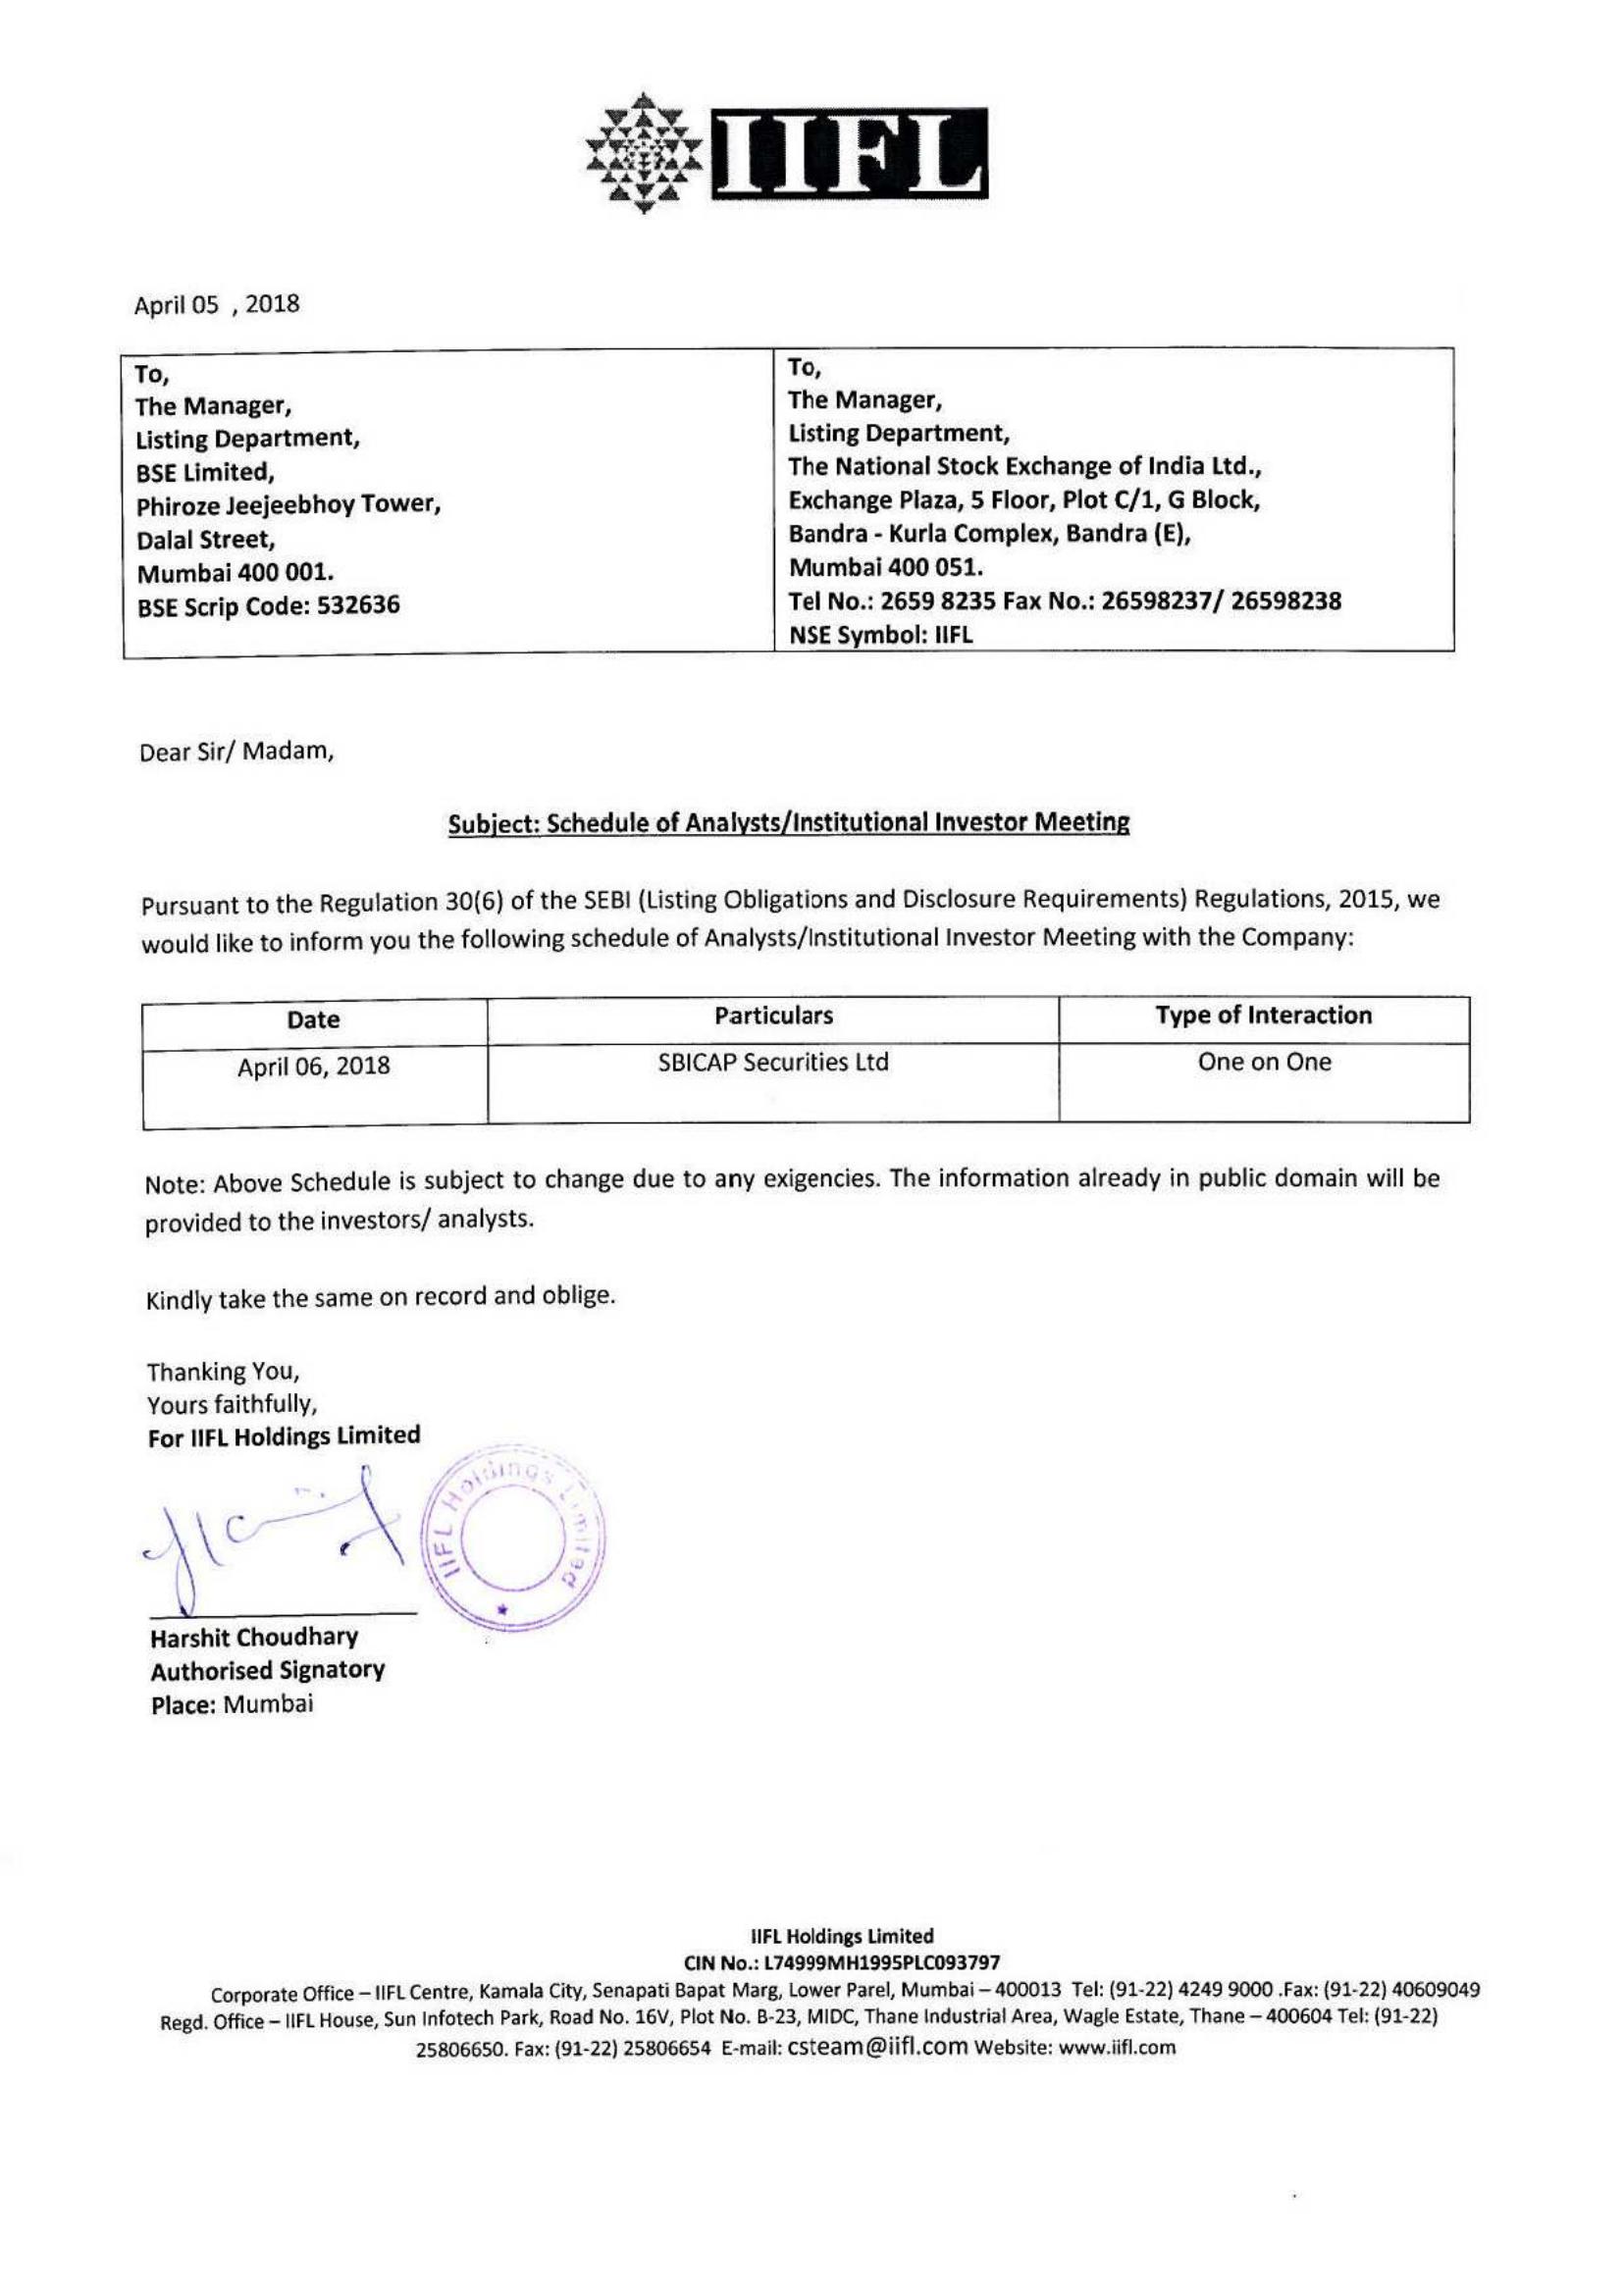 IIFL
April 05 , 2018
To,
The Manager,
Listing Department,
BSE Limited,
Phiroze Jeejeebhoy Tower,
Dalal Street,
Mumbai 400 001.
BSE Scrip Code: 532636
To,
The Manager,
Listing Department,
The National Stock Exchange of India Ltd.,
Exchange Plaza, 5 Floor, Plot C/1, G Block,
Bandra - Kurla Complex, Bandra (E),
Mumbai 400 051.
Tel No.: 2659 8235 Fax No.: 26598237/ 26598238
NSE Symbol: IIFL
Dear Sir/ Madam,
Subject: Schedule of Analysts/Institutional Investor Meeting
Pursuant to the Regulation 30(6) of the SEBI (Listing Obligations and Disclosure Requirements) Regulations, 2015, we
would like to inform you the following schedule of Analysts/Institutional Investor Meeting with the Company:
Date Particulars Type of Interaction
April 06, 2018 SBICAP Securities Ltd One on One
Note: Above Schedule is subject to change due to any exigencies. The information already in public domain will be
provided to the investors/ analysts.
Kindly take the same on record and oblige.
Thanking You,
Yours faithfully,
For IIFL Holdings Limited
IIFL Holdings Limited
Harshit Choudhary
Authorised Signatory
Place: Mumbai
IIFL Holdings Limited
CIN No.: L74999MH1995PLC093797
Corporate Office – IIFL Centre, Kamala City, Senapati Bapat Marg, Lower Parel, Mumbai – 400013 Tel: (91-22) 4249 9000 .Fax: (91-22) 40609049
Regd. Office – IIFL House, Sun Infotech Park, Road No. 16V, Plot No. B-23, MIDC, Thane Industrial Area, Wagle Estate, Thane – 400604 Tel: (91-22)
25806650. Fax: (91-22) 25806654 E-mail: csteam@iifl.com Website: www.iifl.com